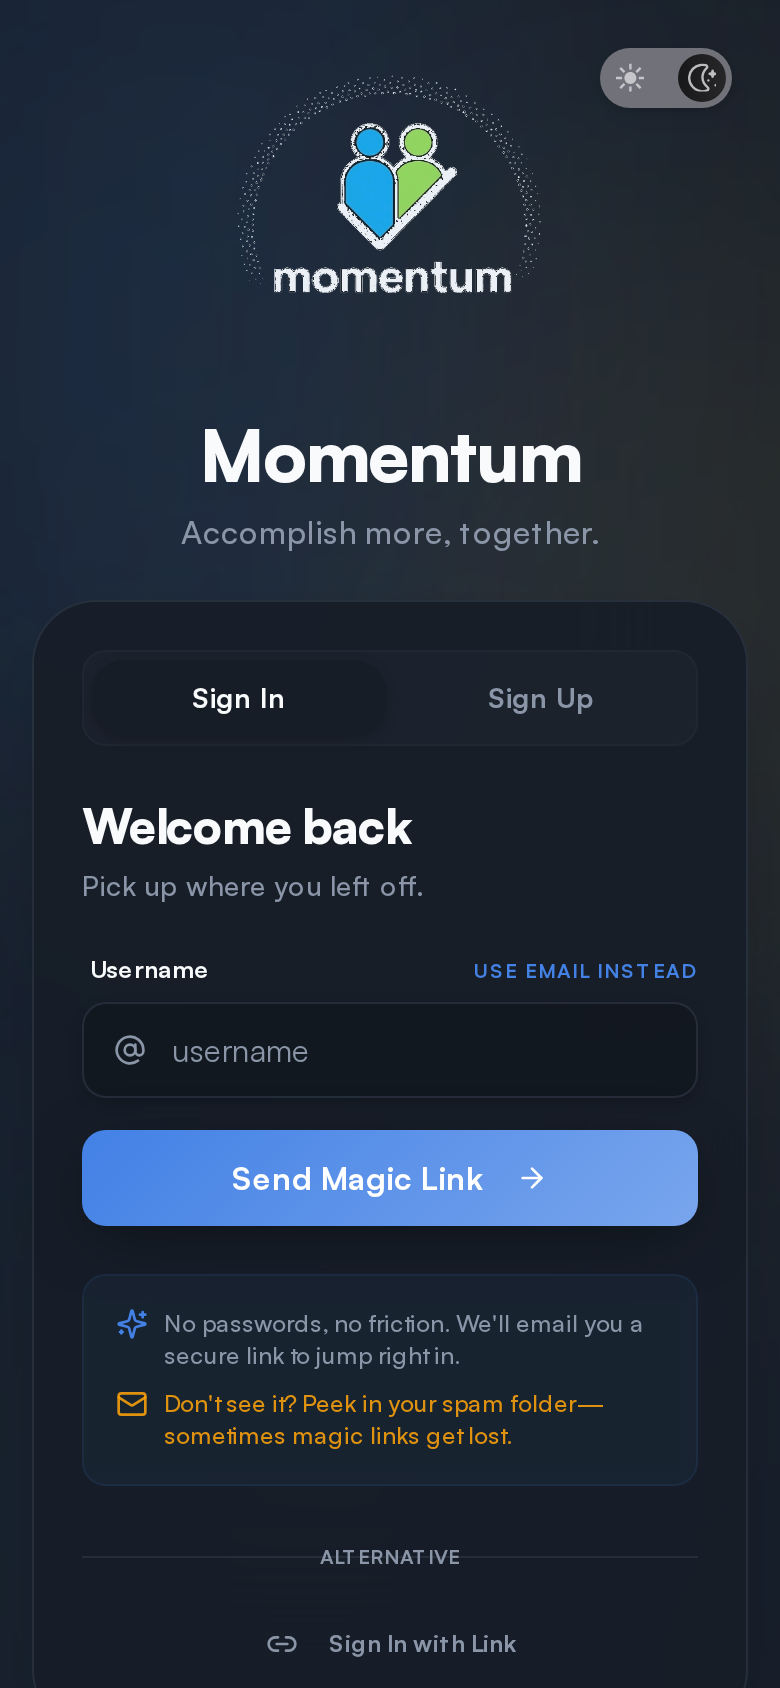 momentum
Momentum
Accomplish more, together.
Sign In
Sign Up
Welcome back
Pick up where you left off.
Username
USE EMAIL INSTEAD
username
Send Magic Link
No passwords, no friction. We'll email you a
secure link to jump right in.
Don't see it? Peek in your spam folder—
sometimes magic links get lost.
ALTERNATIVE
Sign In with Link